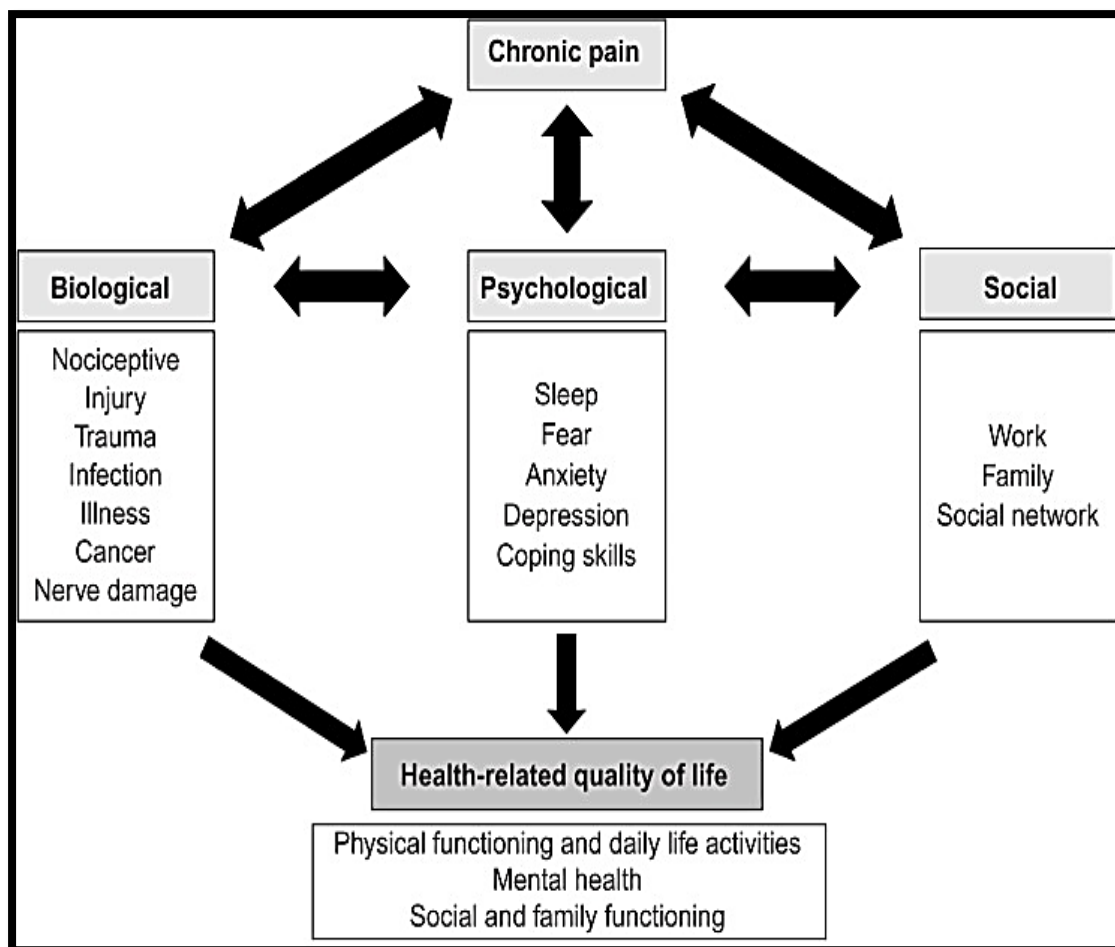 Chronic pain
Biological
Psychological
Social
Nociceptive
Injury
Trauma
Infection
Illness
Cancer
Nerve damage
Sleep
Fear
Anxiety
Depression
Coping skills
Work
Family
Social network
Health-related quality of life
Physical functioning and daily life activities
Mental health
Social and family functioning